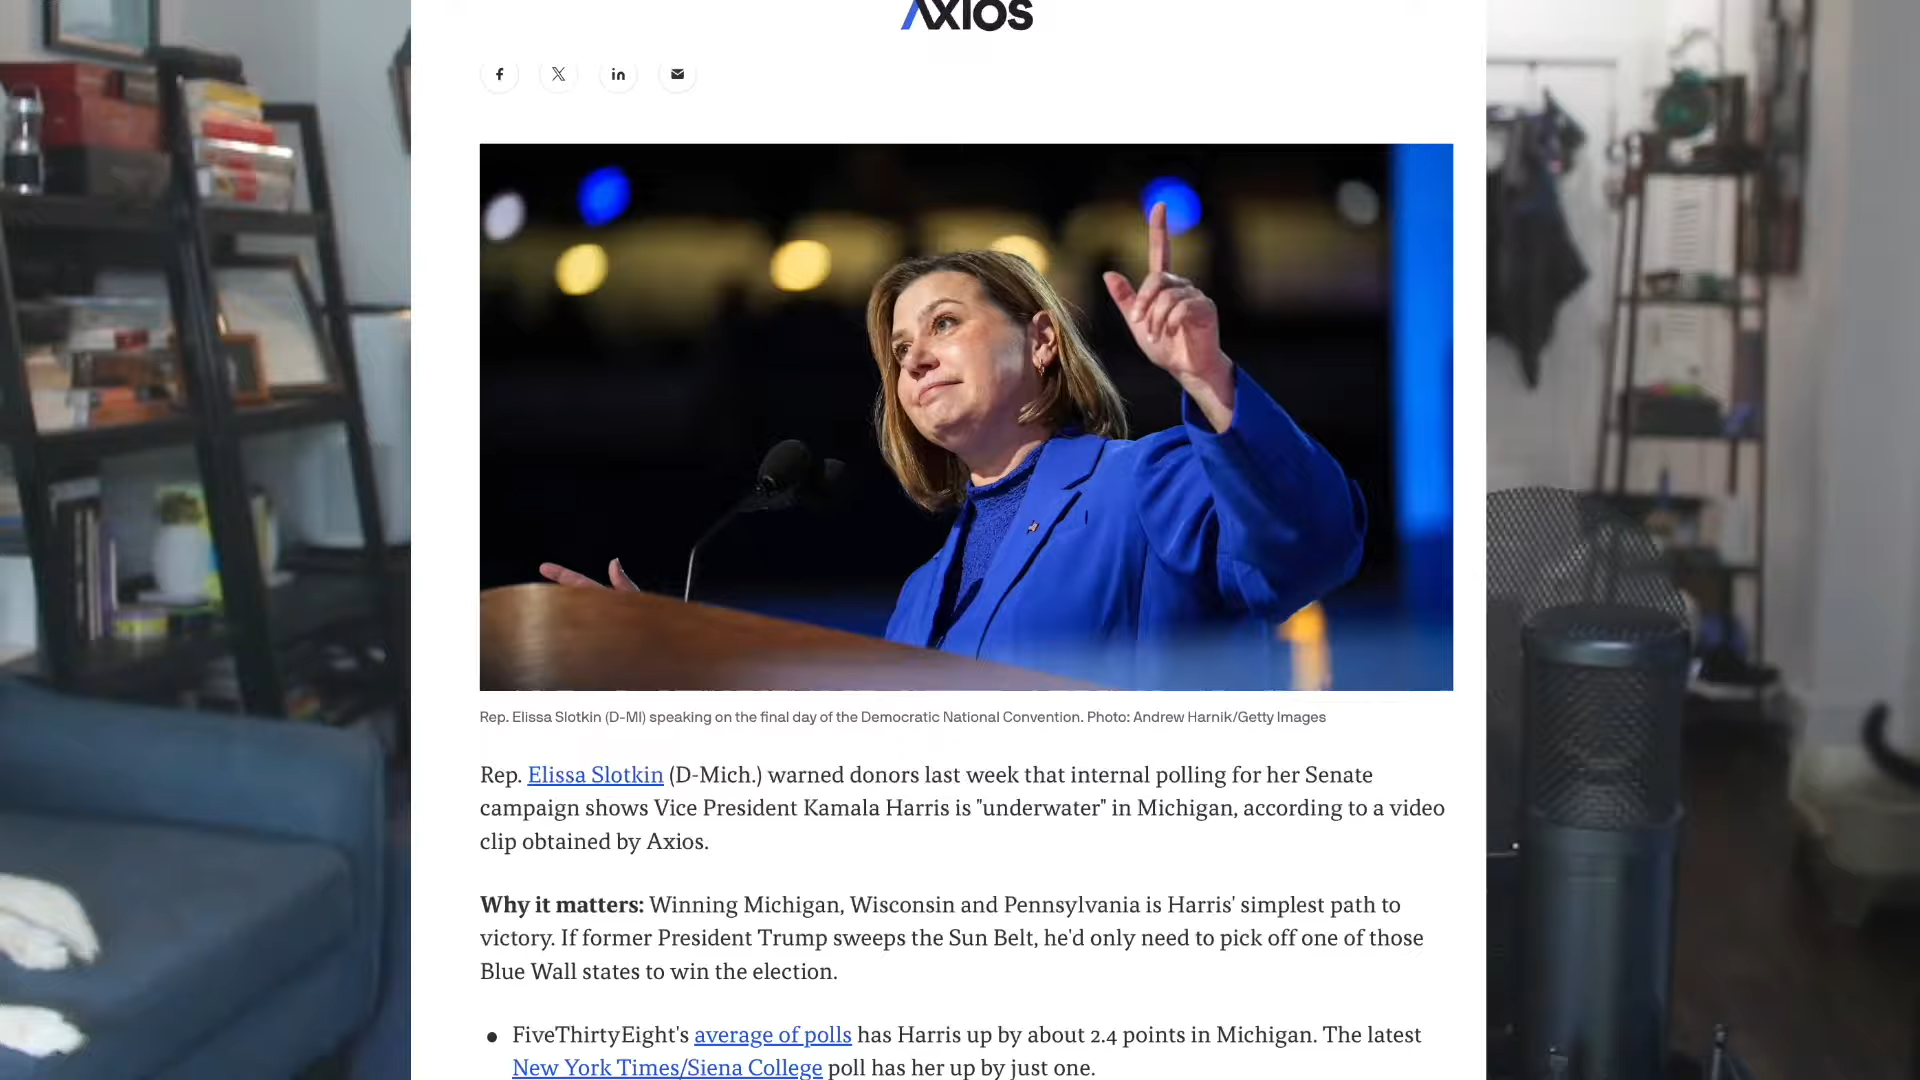 AXIOS
Rep. Elissa Slotkin (D-MI) speaking on the final day of the Democratic National Convention. Photo: Andrew Harnik/Getty Images
Rep. Elissa Slotkin (D-Mich.) warned donors last week that internal polling for her Senate
campaign shows Vice President Kamala Harris is "underwater" in Michigan, according to a video
clip obtained by Axios.
Why it matters: Winning Michigan, Wisconsin and Pennsylvania is Harris' simplest path to
victory. If former President Trump sweeps the Sun Belt, he'd only need to pick off one of those
Blue Wall states to win the election.
• FiveThirtyEight's average of polls has Harris up by about 2.4 points in Michigan. The latest
New York Times/Siena College poll has her up by just one.